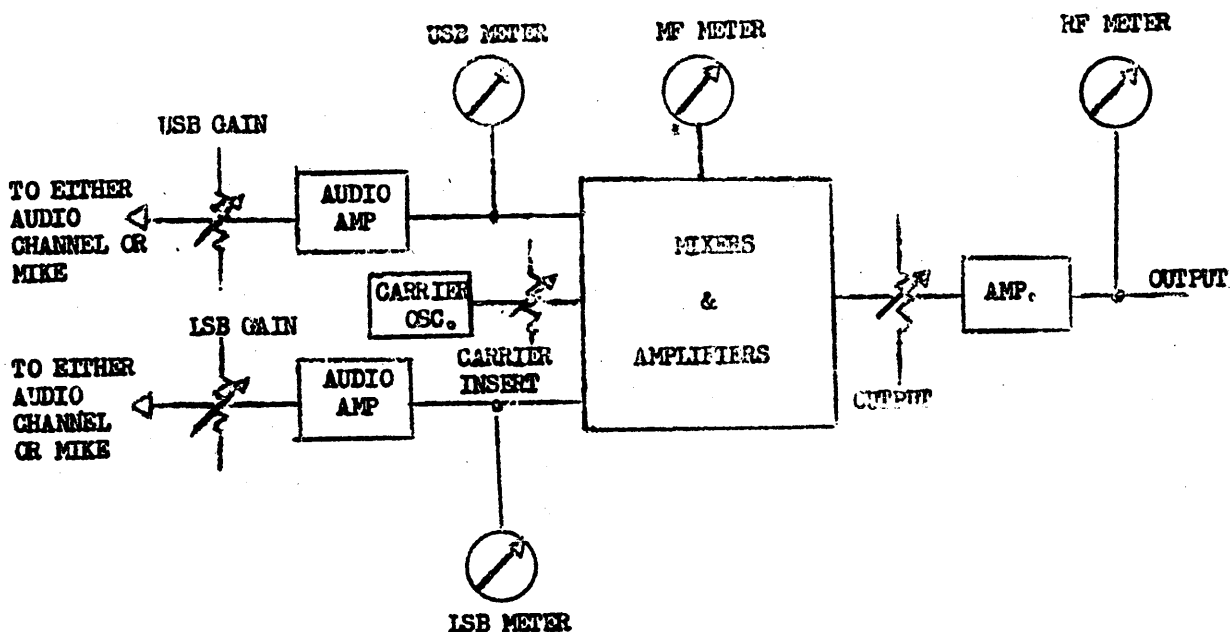 USB METER
MF METER
RF METER
USB GAIN
TO EITHER
AUDIO
CHANNEL OR
MIKE
AUDIO
AMP
MIXERS
&
AMPLIFIERS
CARRIER
OSC.
CARRIER
INSERT
AMP.
OUTPUT
OUTPUT
LSB GAIN
TO EITHER
AUDIO
CHANNEL
OR MIKE
AUDIO
AMP
LSB METER